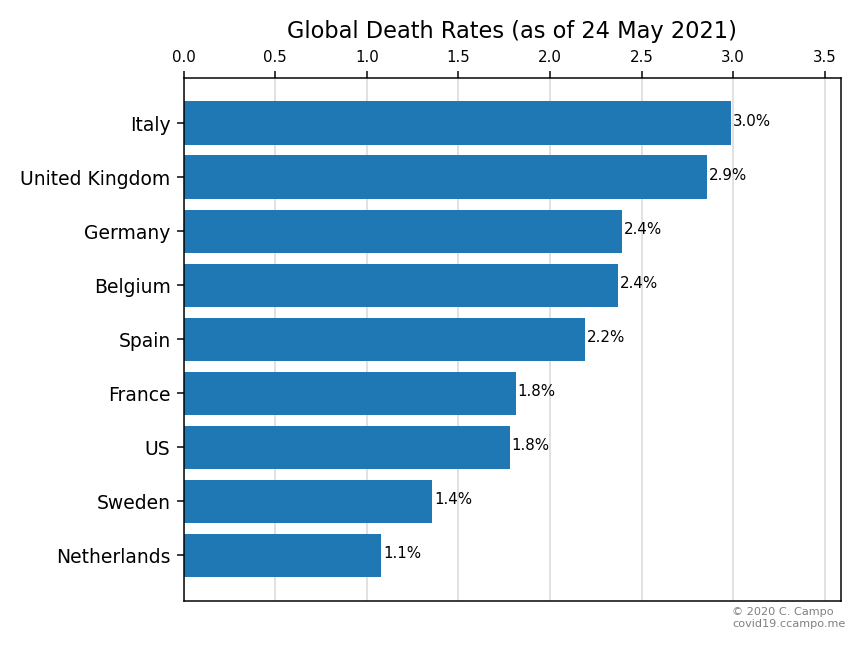 Global Death Rates (as of 24 May 2021)
0.0 0.5 1.0 1.5 2.0 2.5 3.0 3.5
Italy 3.0%
United Kingdom 2.9%
Germany 2.4%
Belgium 2.4%
Spain 2.2%
France 1.8%
US 1.8%
Sweden 1.4%
Netherlands 1.1%
© 2020 C. Campo
covid19.ccampo.me